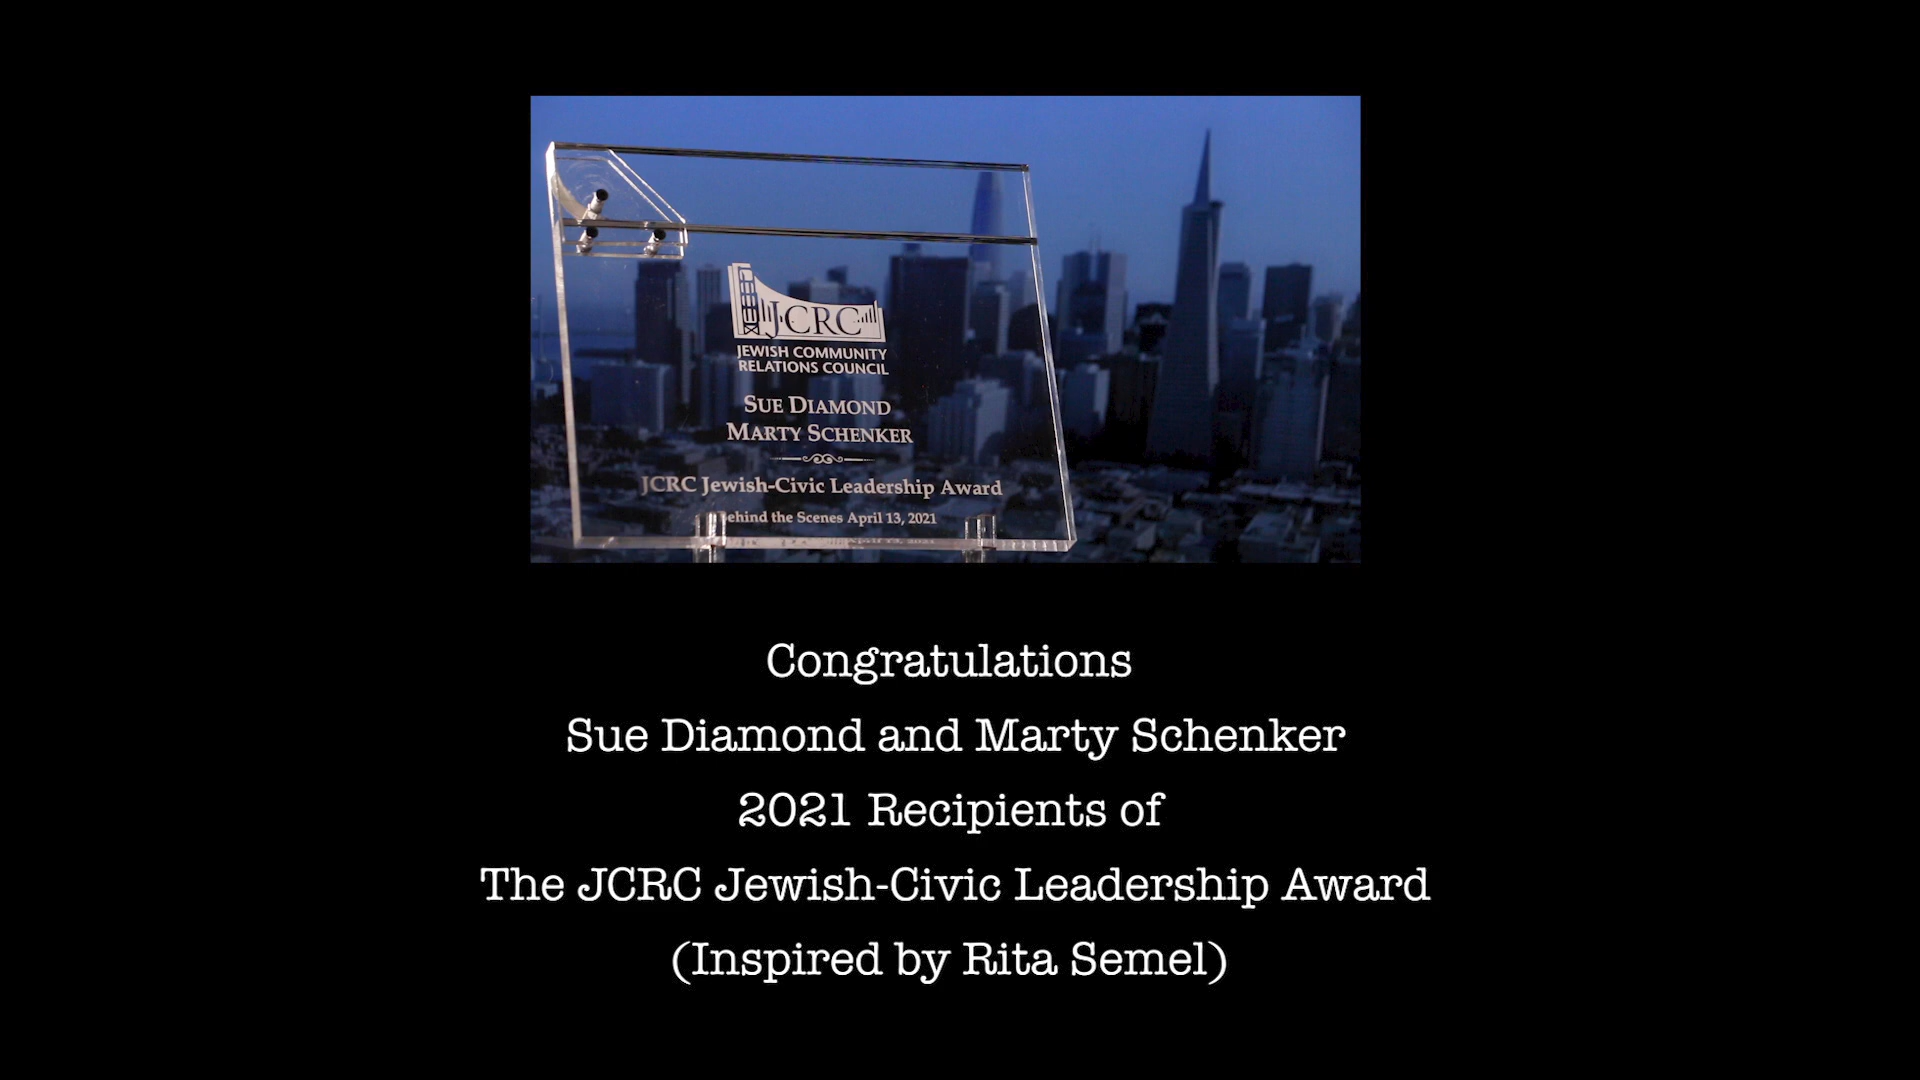 JCRC
JEWISH COMMUNITY
RELATIONS COUNCIL
SUE DIAMOND
MARTY SCHENKER
JCRC Jewish-Civic Leadership Award
the Scenes April 13, 2021
Congratulations
Sue Diamond and Marty Schenker
2021 Recipients of
The JCRC Jewish-Civic Leadership Award
(Inspired by Rita Semel)